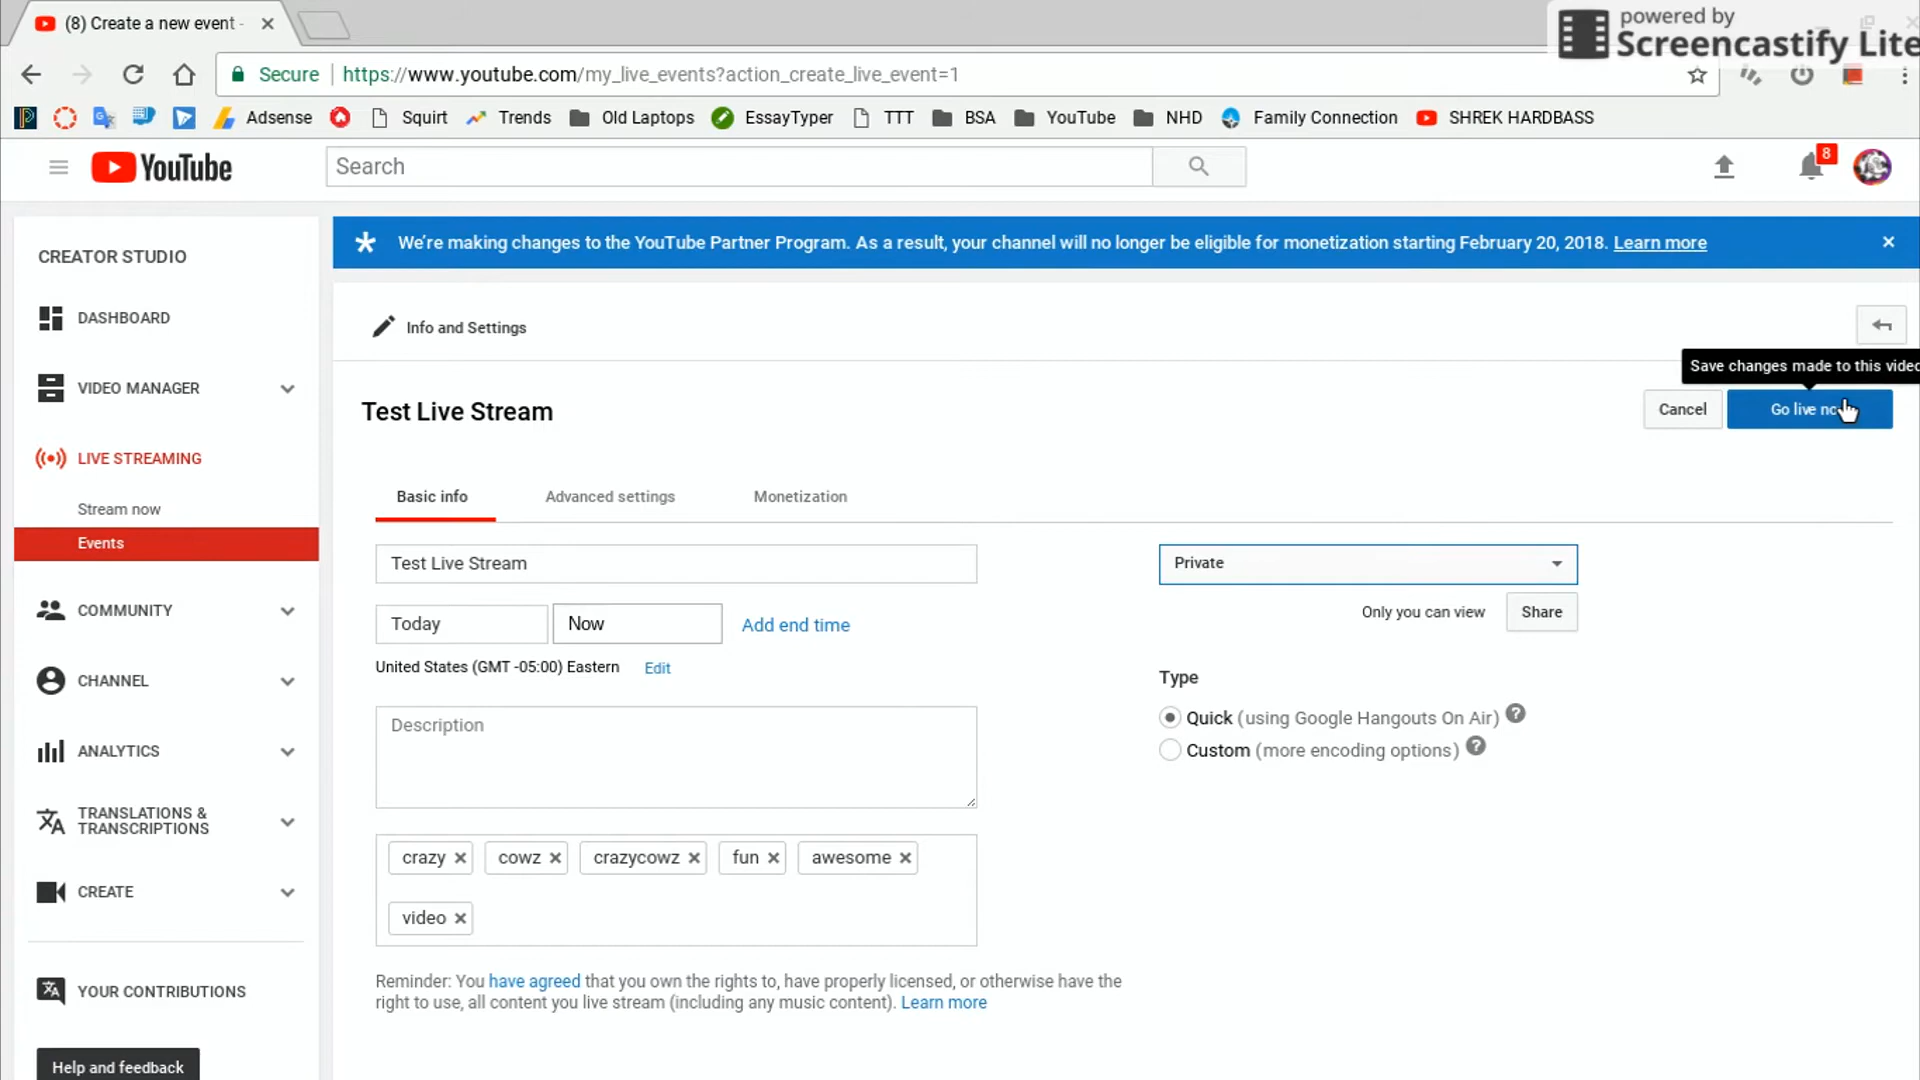 (8) Create a new event -
powered by
Screencastify Lite
Secure https://www.youtube.com/my_live_events?action_create_live_event=1
Adsense Squirt Trends Old Laptops EssayTyper TTT BSA YouTube NHD Family Connection SHREK HARDBASS
YouTube
Search
8
CREATOR STUDIO
We're making changes to the YouTube Partner Program. As a result, your channel will no longer be eligible for monetization starting February 20, 2018. Learn more
DASHBOARD
Info and Settings
VIDEO MANAGER
Save changes made to this video
Test Live Stream
Cancel
Go live
LIVE STREAMING
Stream now
Events
Basic info Advanced settings Monetization
Test Live Stream
Private
Today Now Add end time
Only you can view Share
United States (GMT -05:00) Eastern Edit
COMMUNITY
CHANNEL
ANALYTICS
TRANSLATIONS &
TRANSCRIPTIONS
CREATE
YOUR CONTRIBUTIONS
Help and feedback
Type
Quick (using Google Hangouts On Air) ?
Custom (more encoding options) ?
Description
crazy cowz crazycowz fun awesome
video
Reminder: You have agreed that you own the rights to, have properly licensed, or otherwise have the
right to use, all content you live stream (including any music content). Learn more